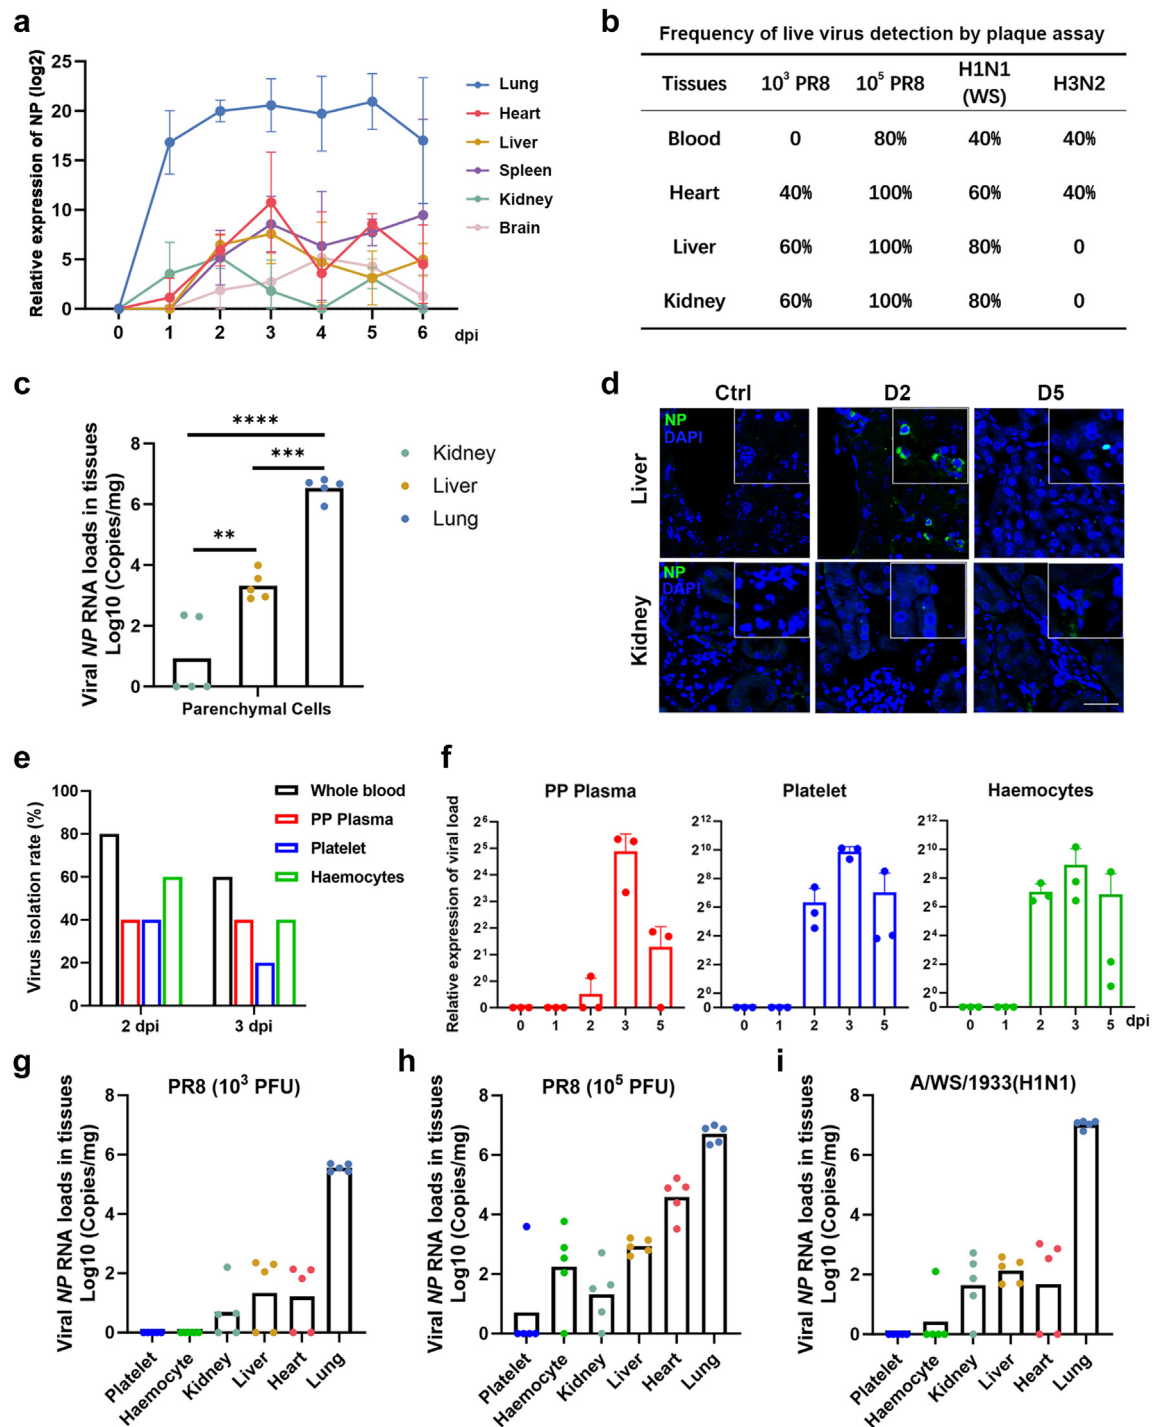 a
Relative expression of NP (log2)
25
20
15
10
5
0
0 1 2 3 4 5 6 dpi
Lung
Heart
Liver
Spleen
Kidney
Brain
b
Frequency of live virus detection by plaque assay
Tissues 10³ PR8 10⁵ PR8 H1N1 (WS) H3N2
Blood 0 80% 40% 40%
Heart 40% 100% 60% 40%
Liver 60% 100% 80% 0
Kidney 60% 100% 80% 0
c
Viral NP RNA loads in tissues
Log10 (Copies/mg)
8
6
4
2
0
****
***
**
Parenchymal Cells
Kidney
Liver
Lung
d
Ctrl D2 D5
Liver
NP
DAPI
Kidney
NP
DAPI
e
Virus isolation rate (%)
100
80
60
40
20
0
2 dpi 3 dpi
Whole blood
PP Plasma
Platelet
Haemocytes
f
Relative expression of viral load
PP Plasma
2⁶
2⁵
2⁴
2³
2²
2¹
2⁰
0
0 1 2 3 5
Platelet
2¹²
2¹⁰
2⁸
2⁶
2⁴
2²
2⁰
0
0 1 2 3 5
Haemocytes
2¹²
2¹⁰
2⁸
2⁶
2⁴
2²
2⁰
0
0 1 2 3 5 dpi
g
PR8 (10³ PFU)
Viral NP RNA loads in tissues
Log10 (Copies/mg)
8
6
4
2
0
Platelet
Haemocyte
Kidney
Liver
Heart
Lung
h
PR8 (10⁵ PFU)
Viral NP RNA loads in tissues
Log10 (Copies/mg)
8
6
4
2
0
Platelet
Haemocyte
Kidney
Liver
Heart
Lung
i
A/WS/1933(H1N1)
Viral NP RNA loads in tissues
Log10 (Copies/mg)
8
6
4
2
0
Platelet
Haemocyte
Kidney
Liver
Heart
Lung